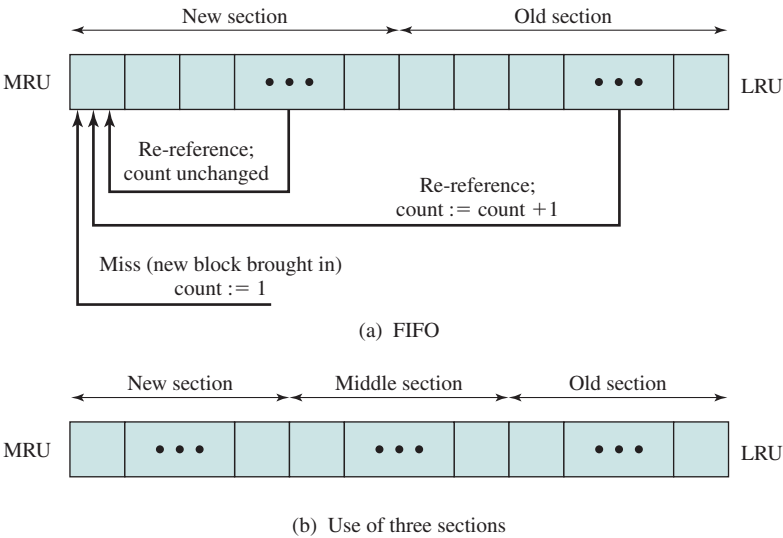 New section Old section
MRU LRU
Re-reference;
count unchanged
Re-reference;
count := count +1
Miss (new block brought in)
count := 1
(a) FIFO
New section Middle section Old section
MRU LRU
(b) Use of three sections